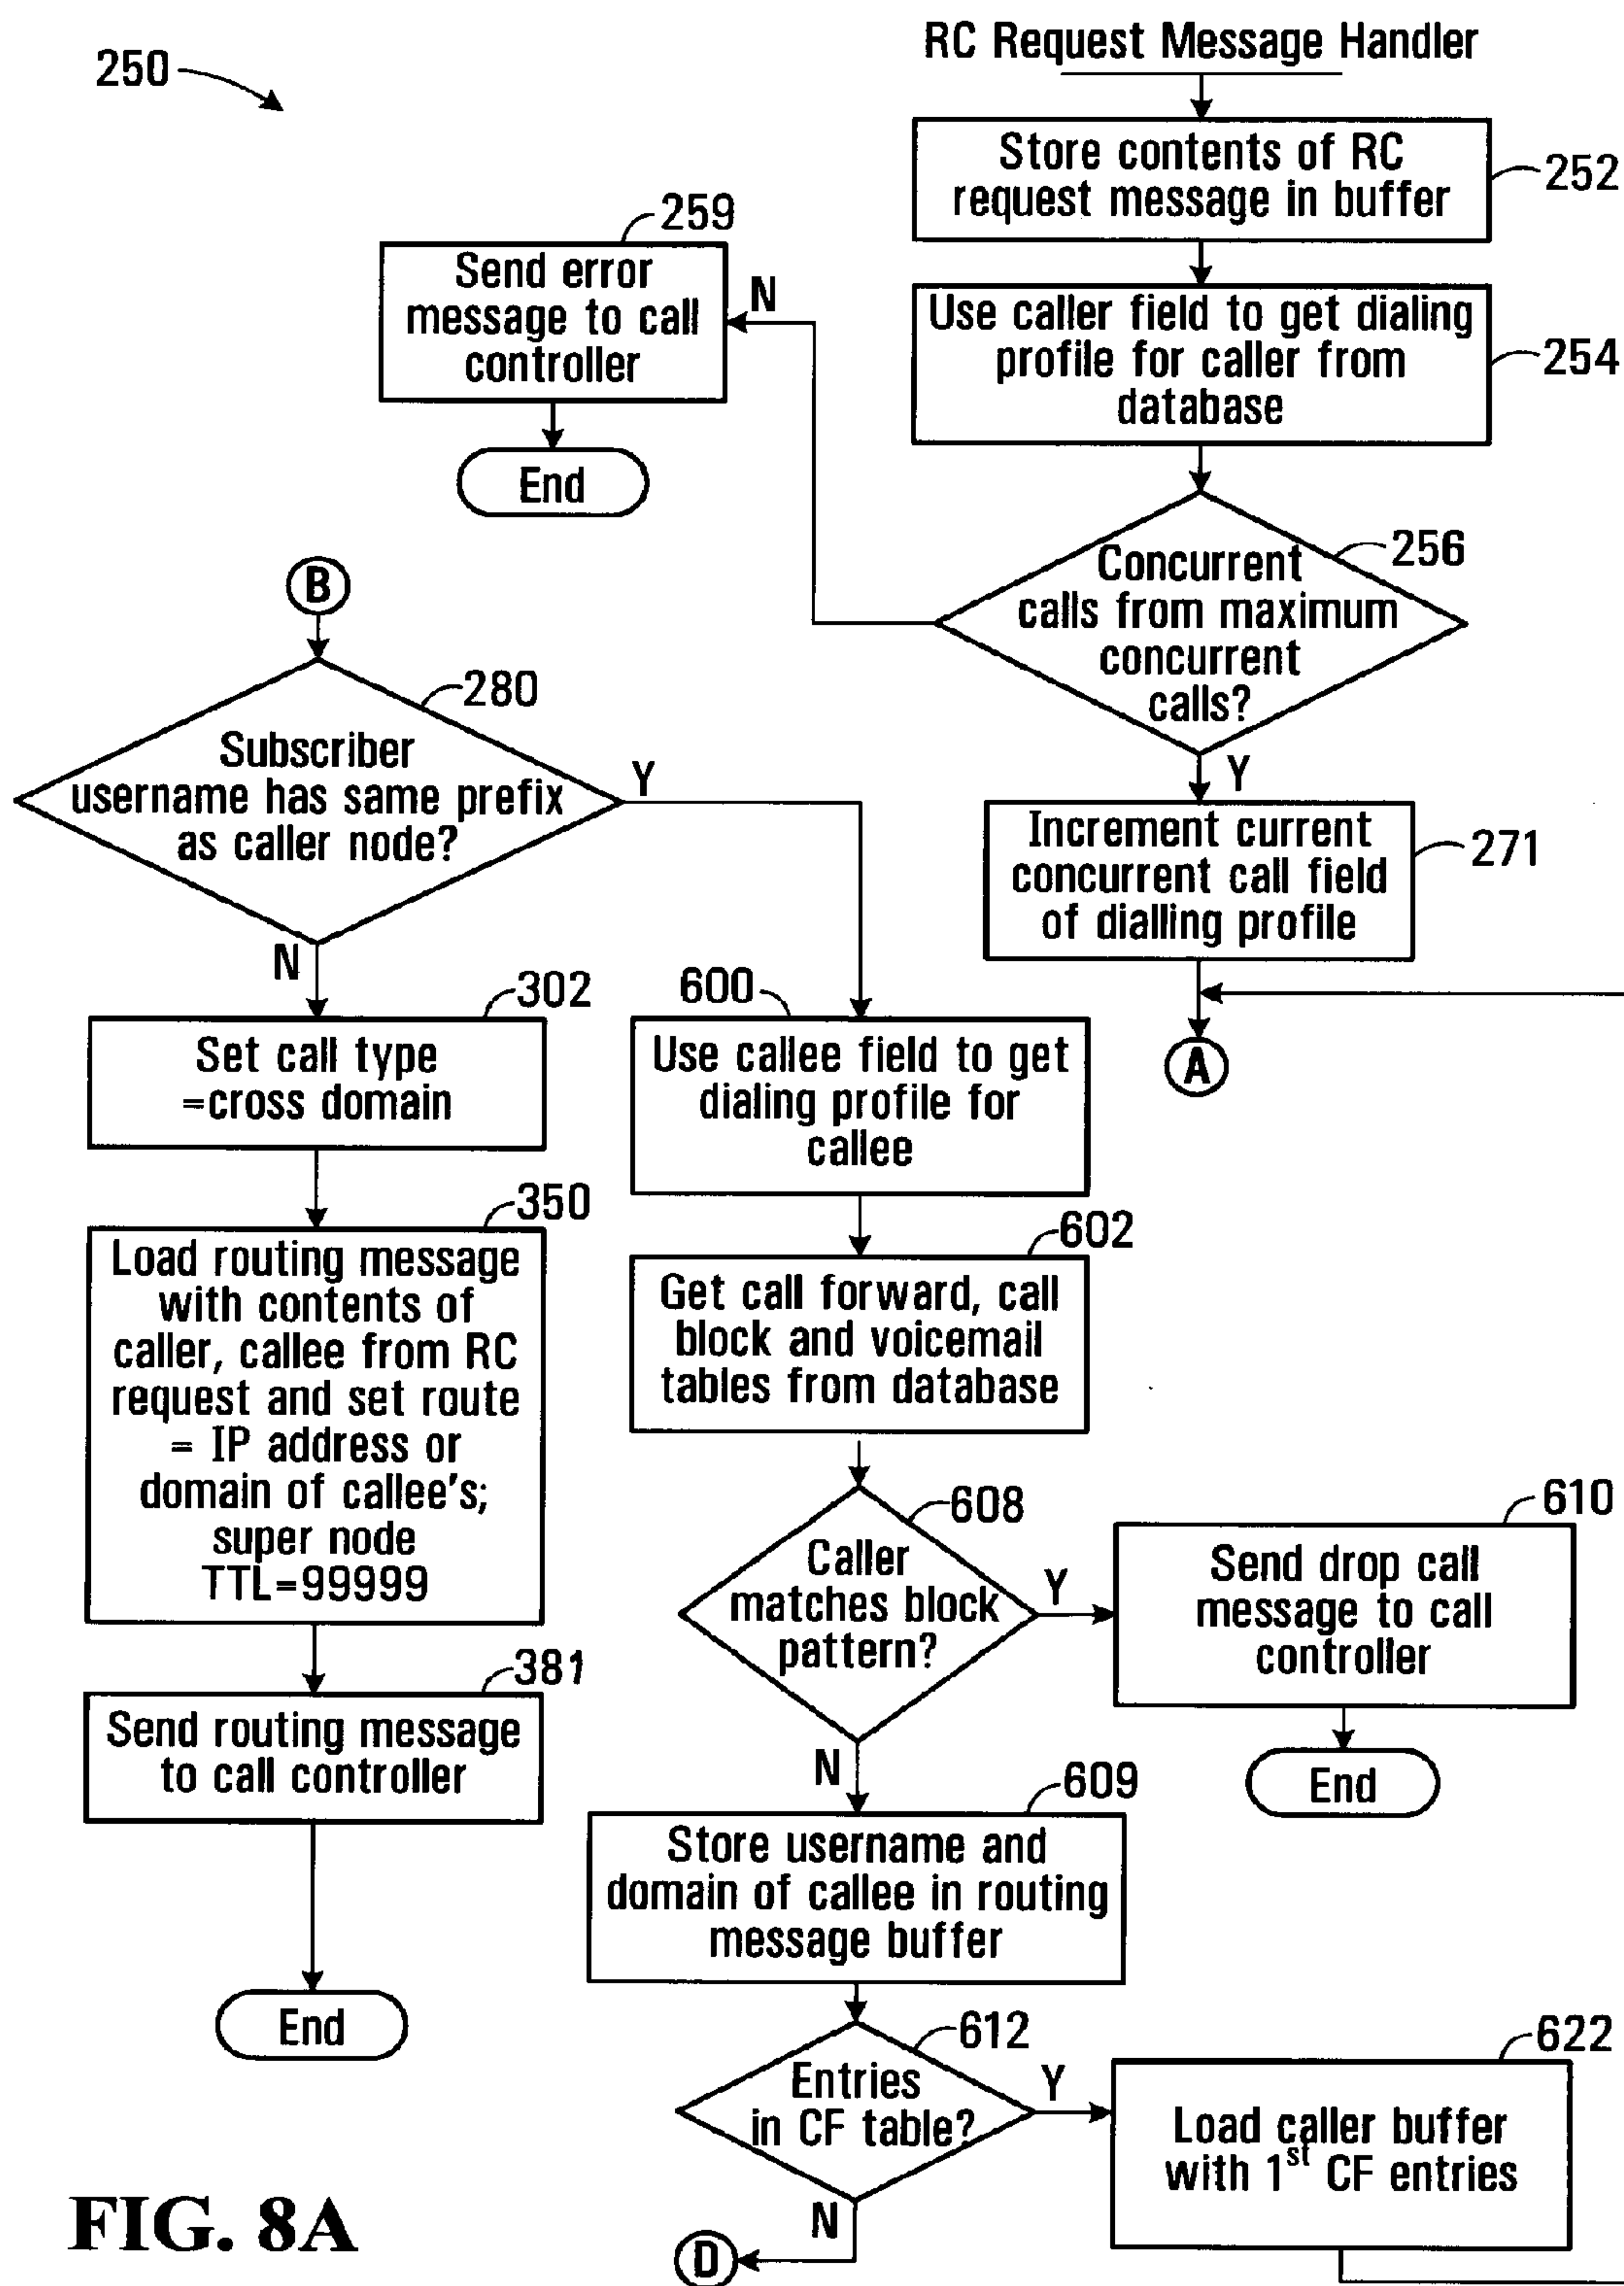 250
RC Request Message Handler
Store contents of RC
request message in buffer
252
Use caller field to get dialing
profile for caller from
database
254
Concurrent
calls from maximum
concurrent
calls?
256
N
259
Send error
message to call
controller
End
Y
Increment current
concurrent call field
of dialling profile
271
A
B
Subscriber
username has same prefix
as caller node?
280
Y
N
302
Set call type
=cross domain
350
Load routing message
with contents of
caller, callee from RC
request and set route
= IP address or
domain of callee's;
super node
TTL=99999
381
Send routing message
to call controller
End
600
Use callee field to get
dialing profile for
callee
602
Get call forward, call
block and voicemail
tables from database
608
Caller
matches block
pattern?
Y
610
Send drop call
message to call
controller
End
N
609
Store username and
domain of callee in routing
message buffer
612
Entries
in CF table?
Y
622
Load caller buffer
with 1st CF entries
N
D
FIG. 8A